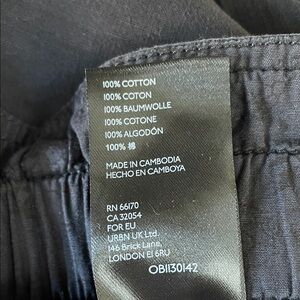 100% COTTON
100% COTON
100% BAUMWOLLE
100% COTONE
100% ALGODÓN
100% 棉
MADE IN CAMBODIA
HECHO EN CAMBOYA
RN 66170
CA 32054
FOR EU
URBN UK Ltd.
146 Brick Lane,
LONDON E1 6RU
OB1130142